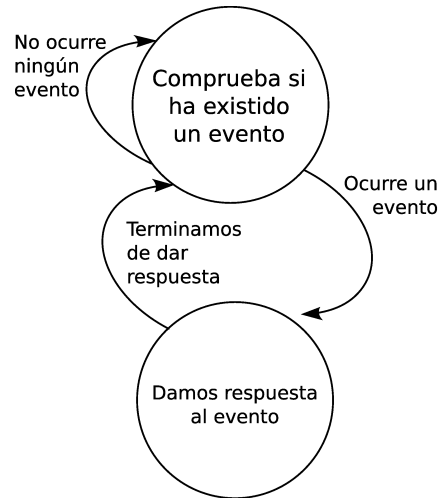 No ocurre
ningún
evento
Comprueba si
ha existido
un evento
Ocurre un
evento
Terminamos
de dar
respuesta
Damos respuesta
al evento